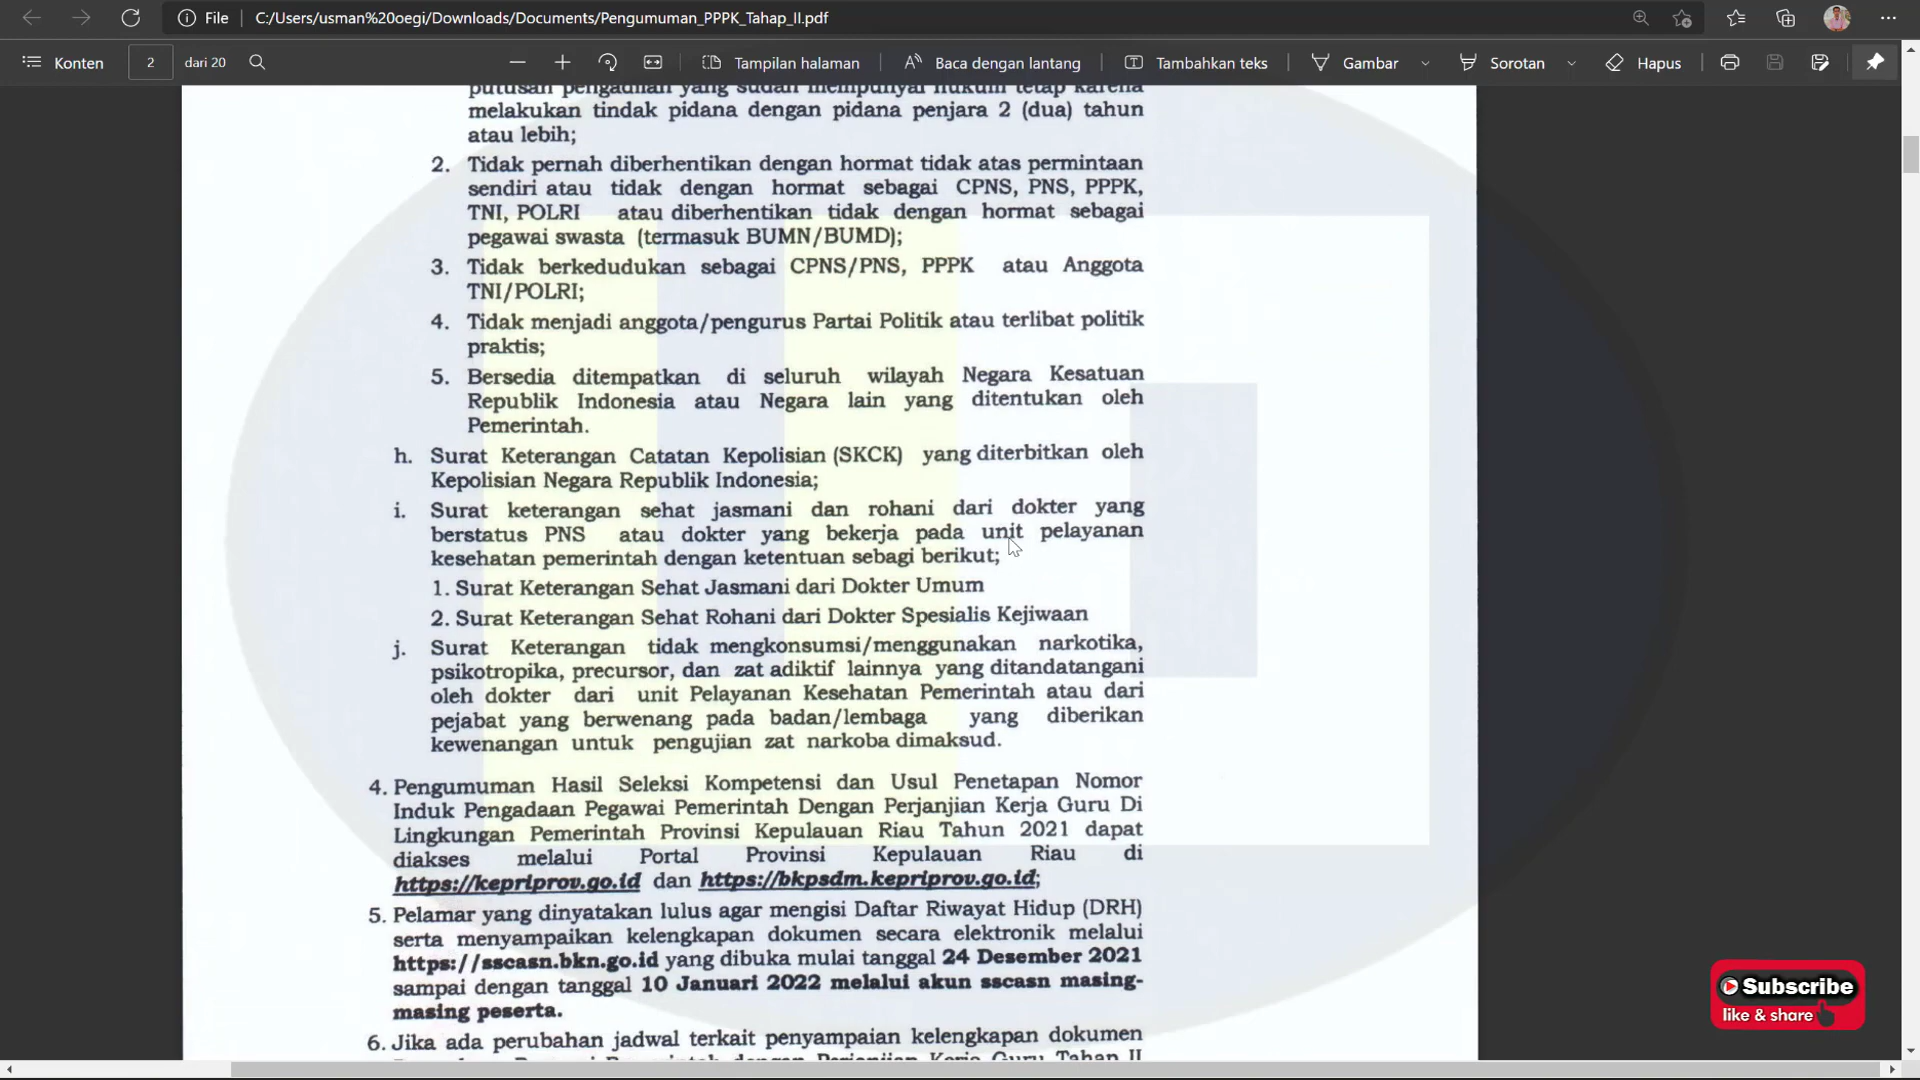 File
C:/Users/usman%20oegi/Downloads/Documents/Pengumuman_PPPK_Tahap_II.pdf
Konten
2
dari 20
Tampilan halaman
Baca dengan lantang
Tambahkan teks
Gambar
Sorotan
Hapus
putusan pengadilan yang sudah mempunyai hukum tetap karena
melakukan tindak pidana dengan pidana penjara 2 (dua) tahun
atau lebih;
2. Tidak pernah diberhentikan dengan hormat tidak atas permintaan
sendiri atau tidak dengan hormat sebagai CPNS, PNS, PPPK,
TNI, POLRI atau diberhentikan tidak dengan hormat sebagai
pegawai swasta (termasuk BUMN/BUMD);
3. Tidak berkedudukan sebagai CPNS/PNS, PPPK atau Anggota
TNI/POLRI;
4. Tidak menjadi anggota/pengurus Partai Politik atau terlibat politik
praktis;
5. Bersedia ditempatkan di seluruh wilayah Negara Kesatuan
Republik Indonesia atau Negara lain yang ditentukan oleh
Pemerintah.
h. Surat Keterangan Catatan Kepolisian (SKCK) yang diterbitkan oleh
Kepolisian Negara Republik Indonesia;
i. Surat keterangan sehat jasmani dan rohani dari dokter yang
berstatus PNS atau dokter yang bekerja pada unit pelayanan
kesehatan pemerintah dengan ketentuan sebagi berikut;
1. Surat Keterangan Sehat Jasmani dari Dokter Umum
2. Surat Keterangan Sehat Rohani dari Dokter Spesialis Kejiwaan
j. Surat Keterangan tidak mengkonsumsi/menggunakan narkotika,
psikotropika, precursor, dan zat adiktif lainnya yang ditandatangani
oleh dokter dari unit Pelayanan Kesehatan Pemerintah atau dari
pejabat yang berwenang pada badan/lembaga yang diberikan
kewenangan untuk pengujian zat narkoba dimaksud.
4. Pengumuman Hasil Seleksi Kompetensi dan Usul Penetapan Nomor
Induk Pengadaan Pegawai Pemerintah Dengan Perjanjian Kerja Guru Di
Lingkungan Pemerintah Provinsi Kepulauan Riau Tahun 2021 dapat
diakses melalui Portal Provinsi Kepulauan Riau di
https://kepriprov.go.id dan https://bkpsdm.kepriprov.go.id;
5. Pelamar yang dinyatakan lulus agar mengisi Daftar Riwayat Hidup (DRH)
serta menyampaikan kelengkapan dokumen secara elektronik melalui
https://sscasn.bkn.go.id yang dibuka mulai tanggal 24 Desember 2021
sampai dengan tanggal 10 Januari 2022 melalui akun sscasn masing-
masing peserta.
6. Jika ada perubahan jadwal terkait penyampaian kelengkapan dokumen
Kerja Guru Tahap II
Subscribe
like & share